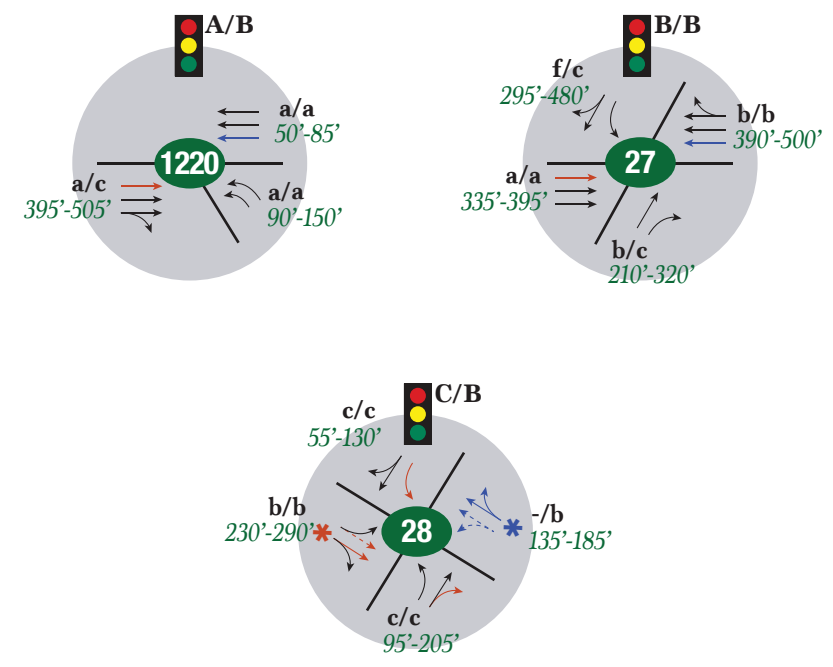 A/B
a/a
50’-85’
1220
a/c
395’-505’
a/a
90’-150’
B/B
f/c
295’-480’
b/b
390’-500’
27
a/a
335’-395’
b/c
210’-320’
C/B
c/c
55’-130’
b/b
230’-290’
28
-/b
135’-185’
c/c
95’-205’